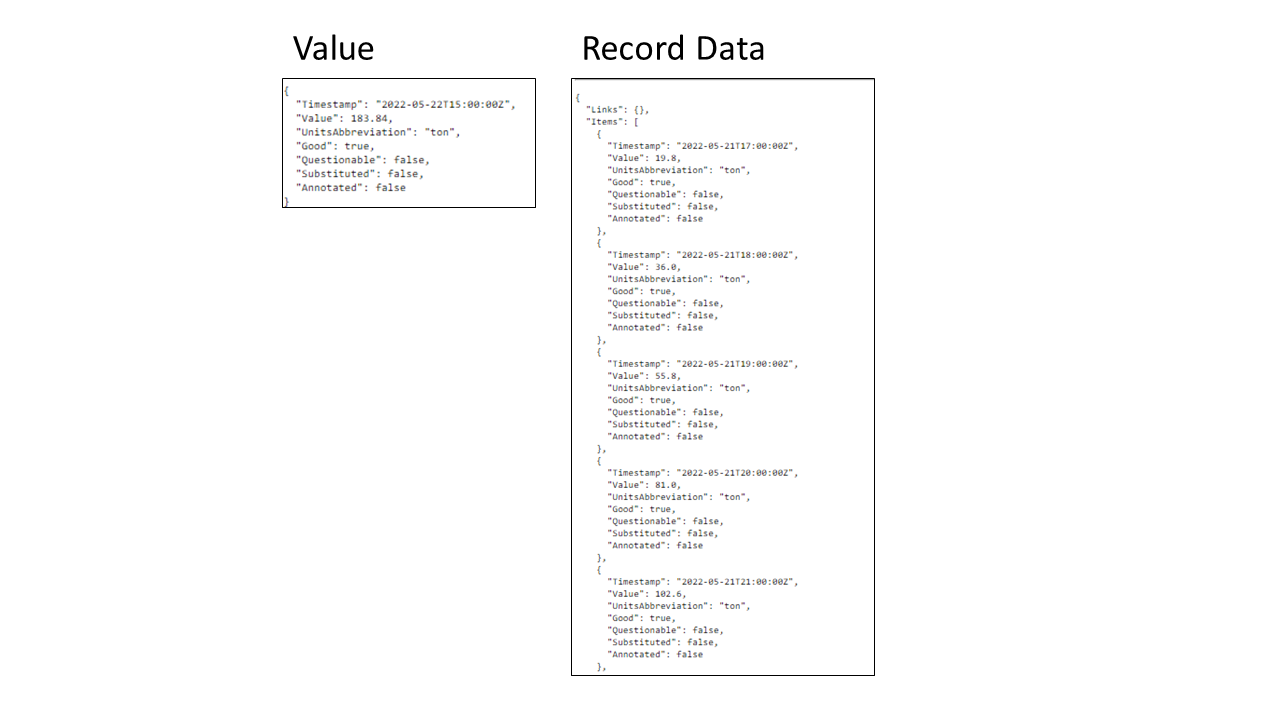 Value
{
"Timestamp": "2022-05-22T15:00:00Z",
"Value": 183.84,
"UnitsAbbreviation": "ton",
"Good": true,
"Questionable": false,
"Substituted": false,
"Annotated": false
}
Record Data
{
"Links": {},
"Items": [
{
"Timestamp": "2022-05-21T17:00:00Z",
"Value": 19.8,
"UnitsAbbreviation": "ton",
"Good": true,
"Questionable": false,
"Substituted": false,
"Annotated": false
},
{
"Timestamp": "2022-05-21T18:00:00Z",
"Value": 36.0,
"UnitsAbbreviation": "ton",
"Good": true,
"Questionable": false,
"Substituted": false,
"Annotated": false
},
{
"Timestamp": "2022-05-21T19:00:00Z",
"Value": 55.8,
"UnitsAbbreviation": "ton",
"Good": true,
"Questionable": false,
"Substituted": false,
"Annotated": false
},
{
"Timestamp": "2022-05-21T20:00:00Z",
"Value": 81.0,
"UnitsAbbreviation": "ton",
"Good": true,
"Questionable": false,
"Substituted": false,
"Annotated": false
},
{
"Timestamp": "2022-05-21T21:00:00Z",
"Value": 102.6,
"UnitsAbbreviation": "ton",
"Good": true,
"Questionable": false,
"Substituted": false,
"Annotated": false
},